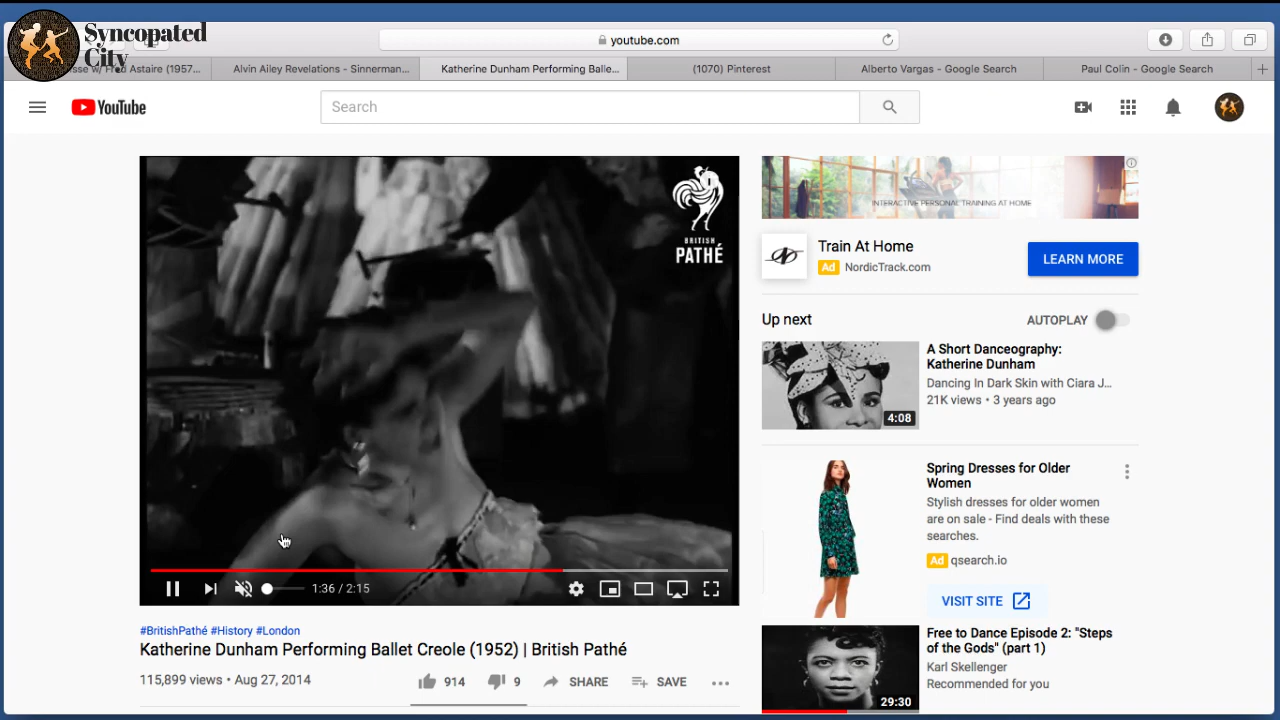 Syncopated
City
youtube.com
sse w/ Fred Astaire (1957...
Alvin Ailey Revelations - Sinnerman...
Katherine Dunham Performing Balle...
(1070) Pinterest
Alberto Vargas - Google Search
Paul Colin - Google Search
YouTube
Search
BRITISH
PATHÉ
1:36 / 2:15
#BritishPathé #History #London
Katherine Dunham Performing Ballet Creole (1952) | British Pathé
115,899 views • Aug 27, 2014
914
9
SHARE
SAVE
INTERACTIVE PERSONAL TRAINING AT HOME
Train At Home
Ad NordicTrack.com
LEARN MORE
Up next
AUTOPLAY
A Short Danceography:
Katherine Dunham
Dancing In Dark Skin with Ciara J...
21K views • 3 years ago
4:08
Spring Dresses for Older
Women
Stylish dresses for older women
are on sale - Find deals with these
searches.
Ad qsearch.io
VISIT SITE
Free to Dance Episode 2: "Steps
of the Gods" (part 1)
Karl Skellenger
Recommended for you
29:30